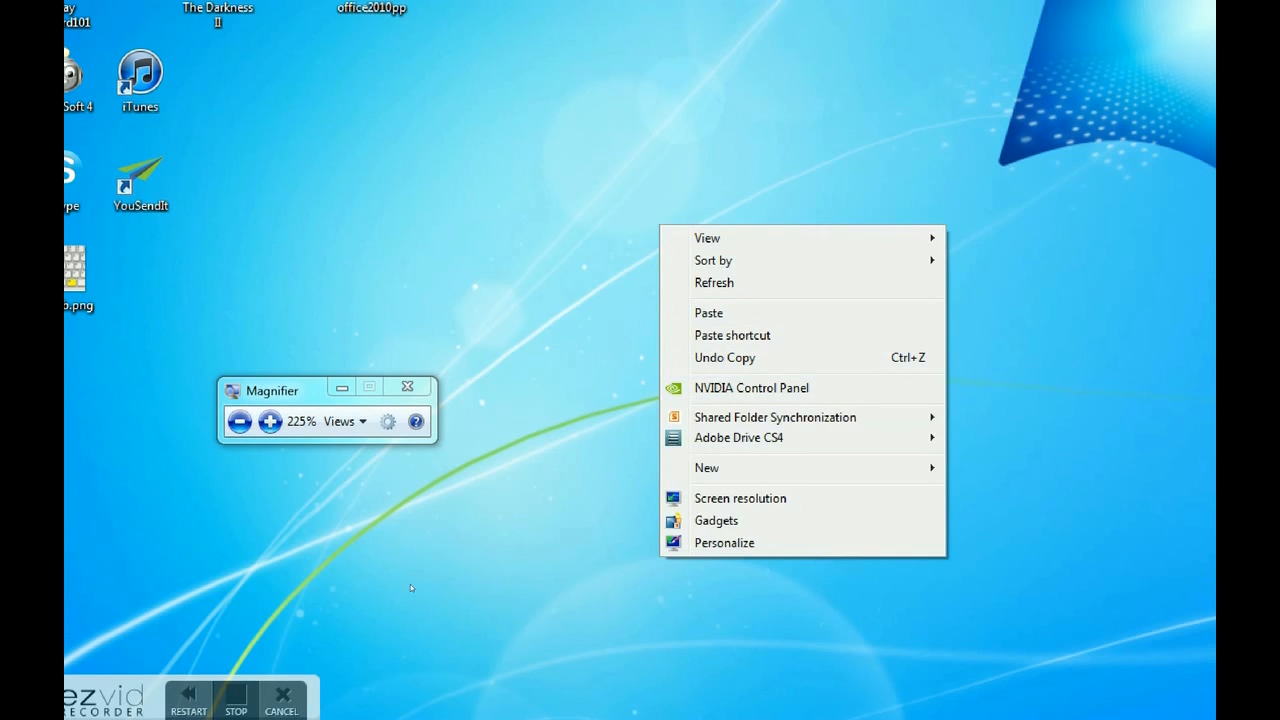 ay
rd101
The Darkness
II
office2010pp
Soft 4
iTunes
ype
YouSendIt
o.png
View
Sort by
Refresh
Paste
Paste shortcut
Undo Copy Ctrl+Z
NVIDIA Control Panel
Shared Folder Synchronization
Adobe Drive CS4
New
Screen resolution
Gadgets
Personalize
Magnifier
225% Views
ezvid
RECORDER
RESTART STOP CANCEL